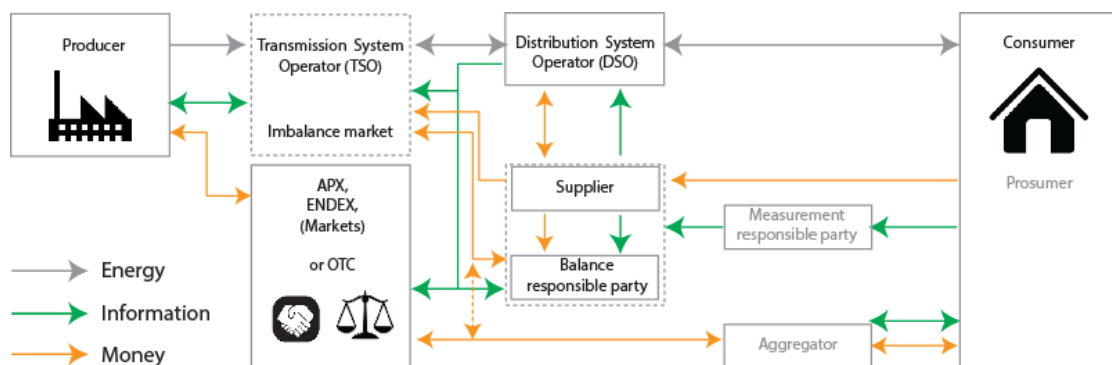 Producer
Transmission System
Operator (TSO)
Imbalance market
Distribution System
Operator (DSO)
Consumer
Prosumer
APX,
ENDEX,
(Markets)
or OTC
Supplier
Balance
responsible party
Measurement
responsible party
Aggregator
Energy
Information
Money